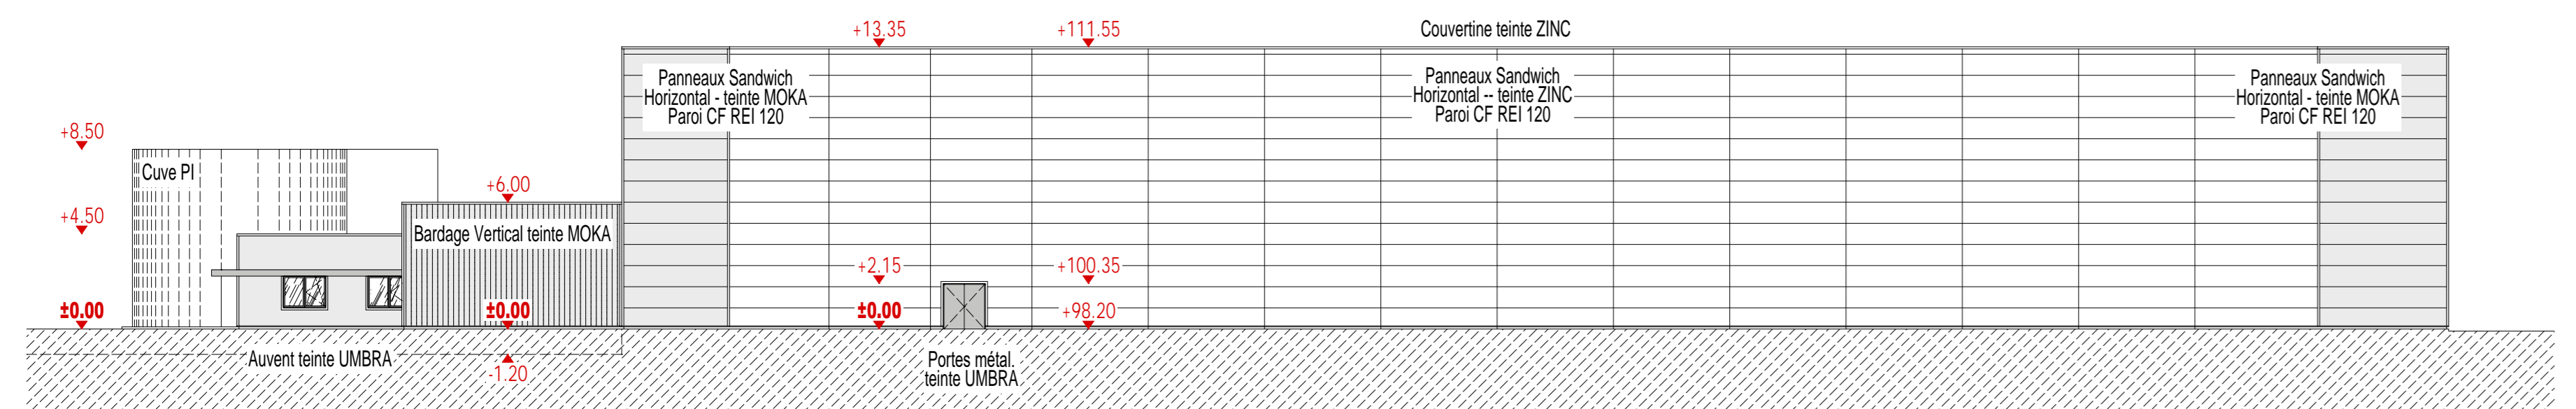 +13.35
+111.55
Couvertine teinte ZINC
Panneaux Sandwich
Horizontal - teinte MOKA
Paroi CF REI 120
Panneaux Sandwich
Horizontal -- teinte ZINC
Paroi CF REI 120
Panneaux Sandwich
Horizontal - teinte MOKA
Paroi CF REI 120
+8.50
Cuve PI
+6.00
+4.50
Bardage Vertical teinte MOKA
+2.15
+100.35
±0.00
±0.00
±0.00
+98.20
Auvent teinte UMBRA
-1.20
Portes métal.
teinte UMBRA